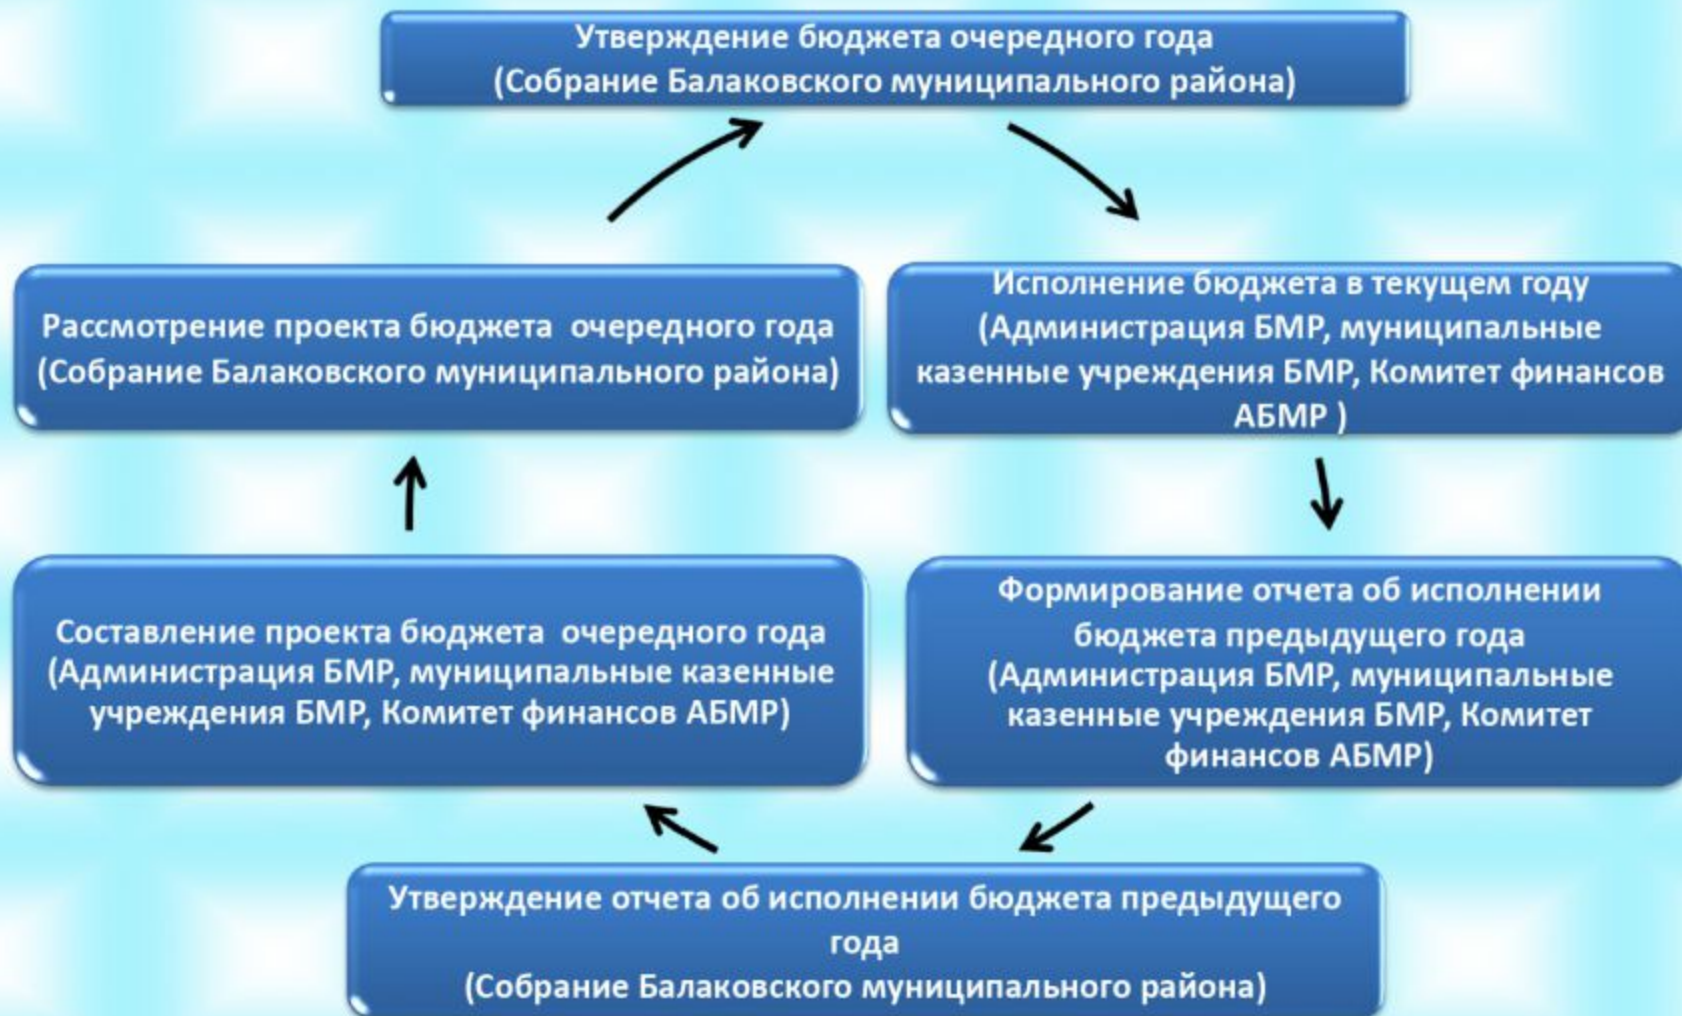 Утверждение бюджета очередного года
(Собрание Балаковского муниципального района)
Рассмотрение проекта бюджета очередного года
(Собрание Балаковского муниципального района)
Исполнение бюджета в текущем году
(Администрация БМР, муниципальные
казенные учреждения БМР, Комитет финансов
АБМР )
Составление проекта бюджета очередного года
(Администрация БМР, муниципальные казенные
учреждения БМР, Комитет финансов АБМР)
Формирование отчета об исполнении
бюджета предыдущего года
(Администрация БМР, муниципальные
казенные учреждения БМР, Комитет
финансов АБМР)
Утверждение отчета об исполнении бюджета предыдущего
года
(Собрание Балаковского муниципального района)